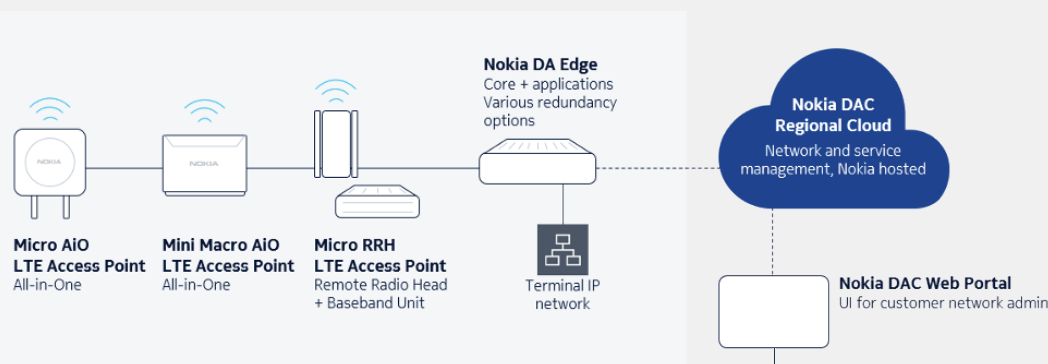 Nokia DA Edge
Core + applications
Various redundancy
options
Nokia DAC
Regional Cloud
Network and service
management, Nokia hosted
NOKIA
NOKIA
Micro AiO
LTE Access Point
All-in-One
Mini Macro AiO
LTE Access Point
All-in-One
Micro RRH
LTE Access Point
Remote Radio Head
+ Baseband Unit
Terminal IP
network
Nokia DAC Web Portal
UI for customer network admin